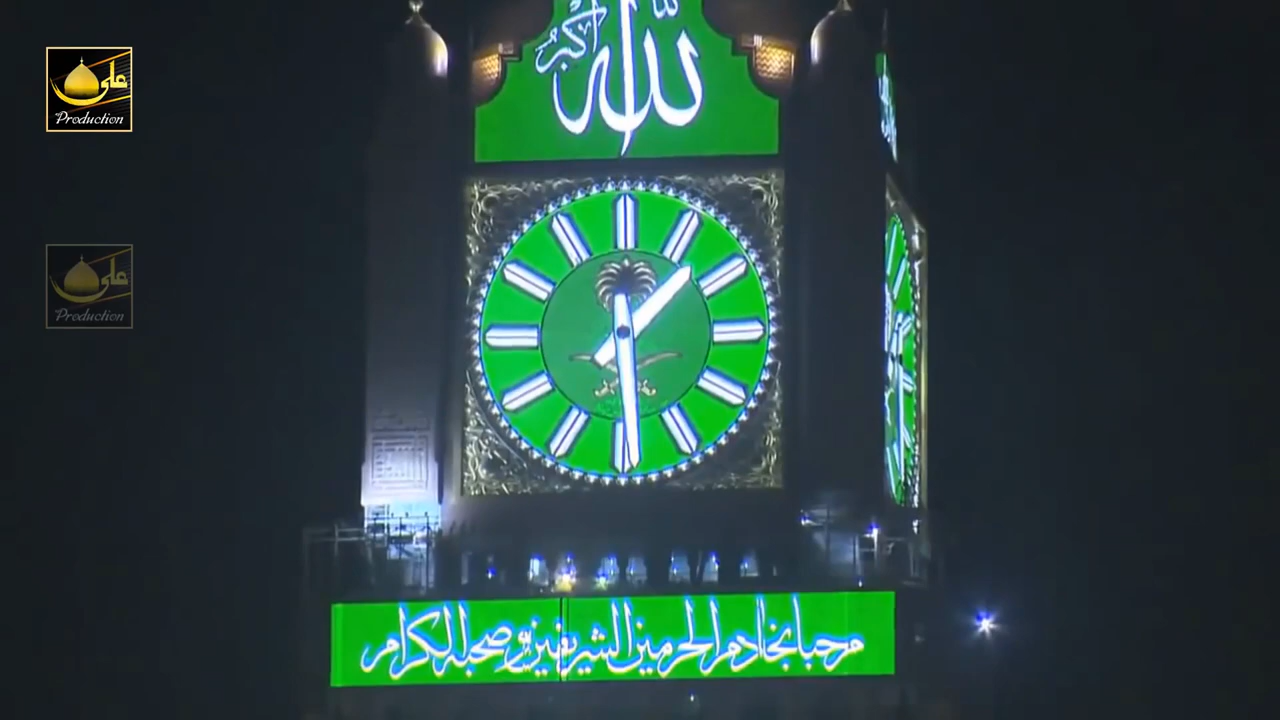 على
Production
على
Production
الله أكبر
مرحبا بخادم الحرمين الشريفين وصحبه الكرام